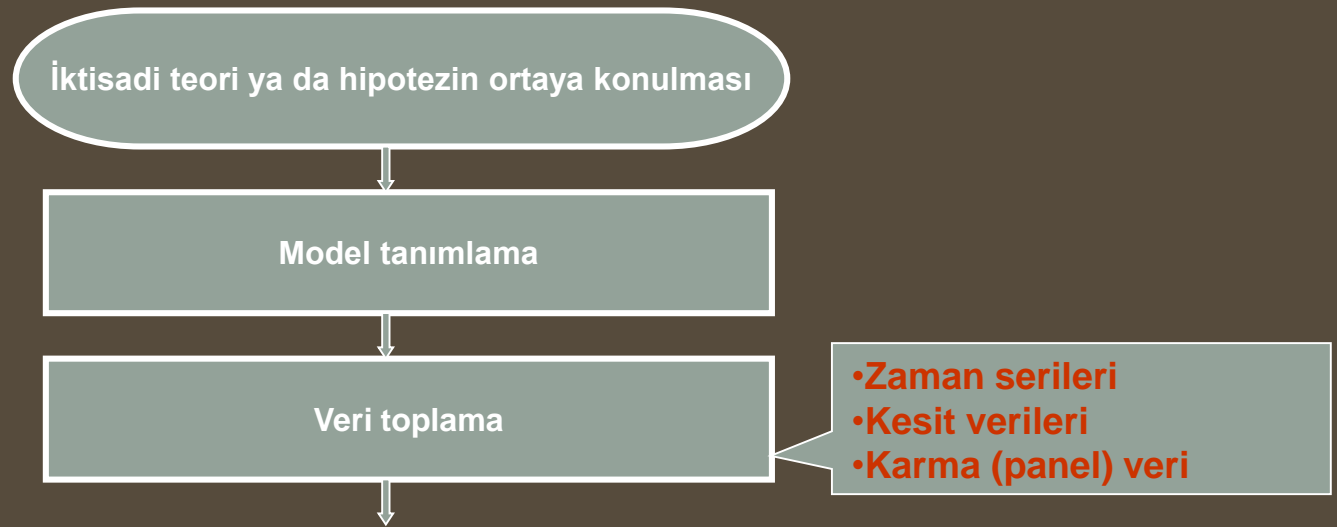 İktisadi teori ya da hipotezin ortaya konulması
Model tanımlama
Veri toplama
•Zaman serileri
•Kesit verileri
•Karma (panel) veri